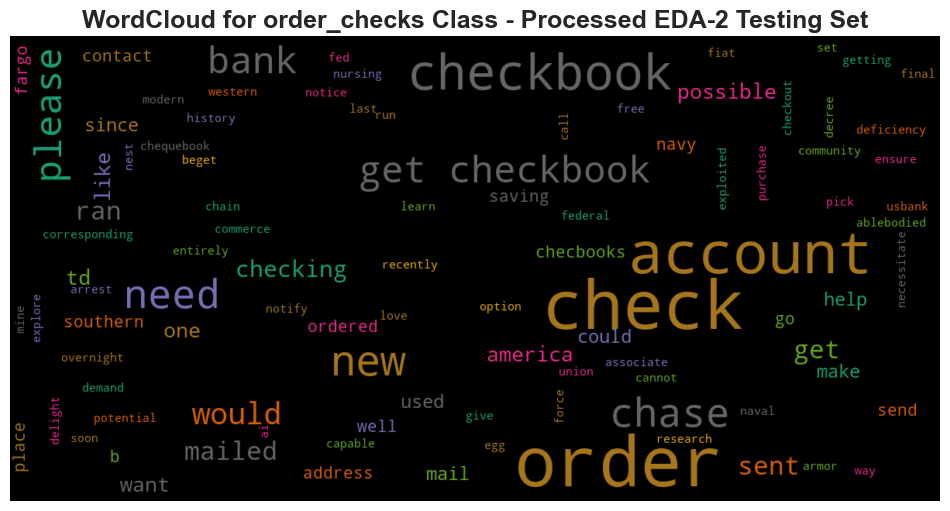 WordCloud for order_checks Class - Processed EDA-2 Testing Set
fargo
please
contact
bank
fed
nursing
checkbook
fiat
set
getting
final
modern
western
notice
possible
checkout
decree
since
history
last
run
call
free
deficiency
nest
chequebook
beget
like
navy
exploited
purchase
community
ensure
get checkbook
saving
ran
chain
learn
federal
pick
usbank
ablebodied
corresponding
commerce
entirely
checbooks
account
necessitate
td
checking
recently
arrest
need
mine
explore
notify
love
option
check
help
southern
one
ordered
could
go
overnight
new
america
union
associate
cannot
get
make
demand
delight
potential
would
ai
used
give
force
chase
naval
send
soon
well
place
b
mailed
capable
egg
research
order
sent
armor
way
want
address
mail